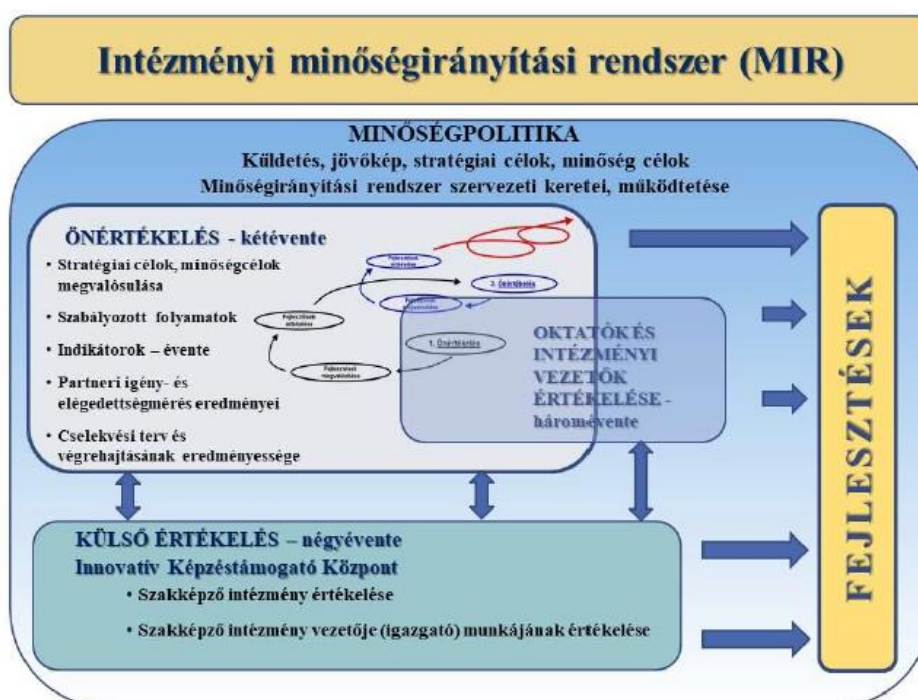 Intézményi minőségirányítási rendszer (MIR)
MINŐSÉGPOLITIKA
Küldetés, jövőkép, stratégiai célok, minőség célok
Minőségirányítási rendszer szervezeti keretei, működtetése
ÖNÉRTÉKELÉS - kétévente
• Stratégiai célok, minőségcélok
megvalósulása
• Szabályozott folyamatok
• Indikátorok – évente
• Partneri igény- és
elégedettségmérés eredményei
• Cselekvési terv és
végrehajtásának eredményessége
2. Önértékelés
1. Önértékelés
Fejlesztések
megvalósítása
OKTATÓK ÉS
INTÉZMÉNYI
VEZETŐK
ÉRTÉKELÉSE -
háromévente
KÜLSŐ ÉRTÉKELÉS – négyévente
Innovatív Képzéstámogató Központ
• Szakképző intézmény értékelése
• Szakképző intézmény vezetője (igazgató) munkájának értékelése
FEJLESZTÉSEK